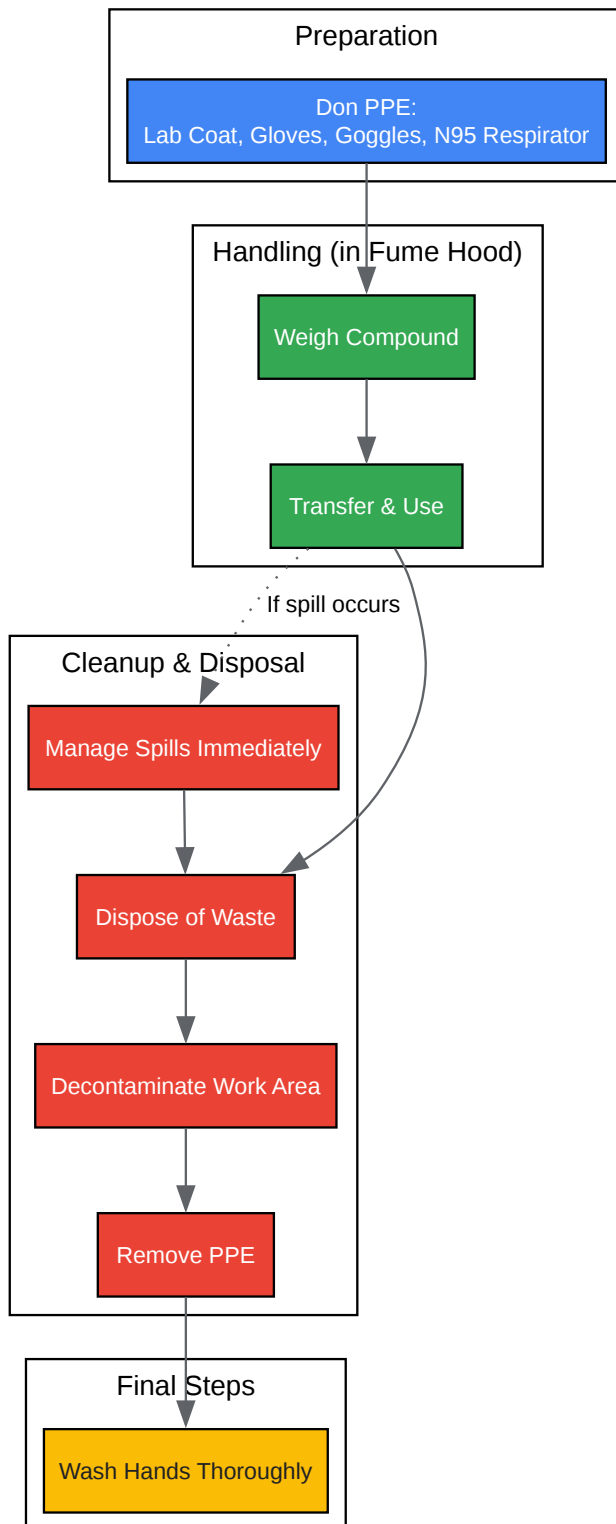 Preparation
Don PPE:
Lab Coat, Gloves, Goggles, N95 Respirator
Handling (in Fume Hood)
Weigh Compound
Transfer & Use
If spill occurs
Cleanup & Disposal
Manage Spills Immediately
Dispose of Waste
Decontaminate Work Area
Remove PPE
Final Steps
Wash Hands Thoroughly